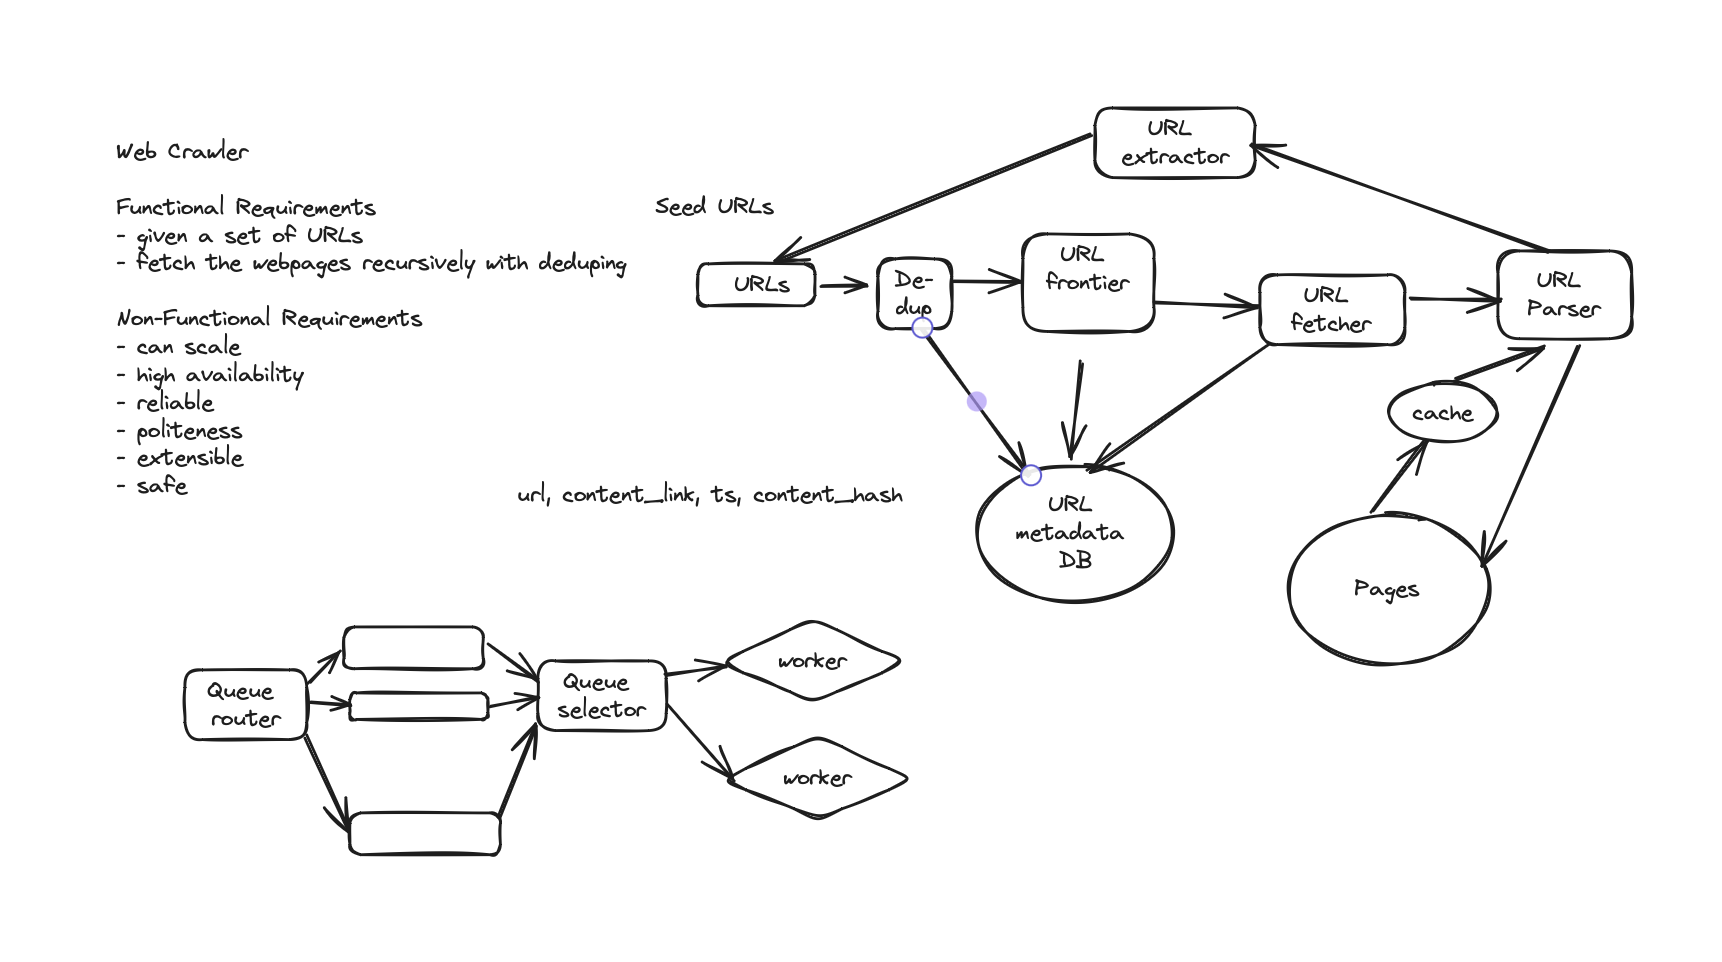 Web Crawler
Functional Requirements
- given a set of URLs
- fetch the webpages recursively with deduping
Non-Functional Requirements
- can scale
- high availability
- reliable
- politeness
- extensible
- safe
Seed URLs
URLs
De-
dup
URL
frontier
URL
fetcher
URL
Parser
URL
extractor
cache
Pages
URL
metadata
DB
url, content_link, ts, content_hash
Queue
router
Queue
selector
worker
worker